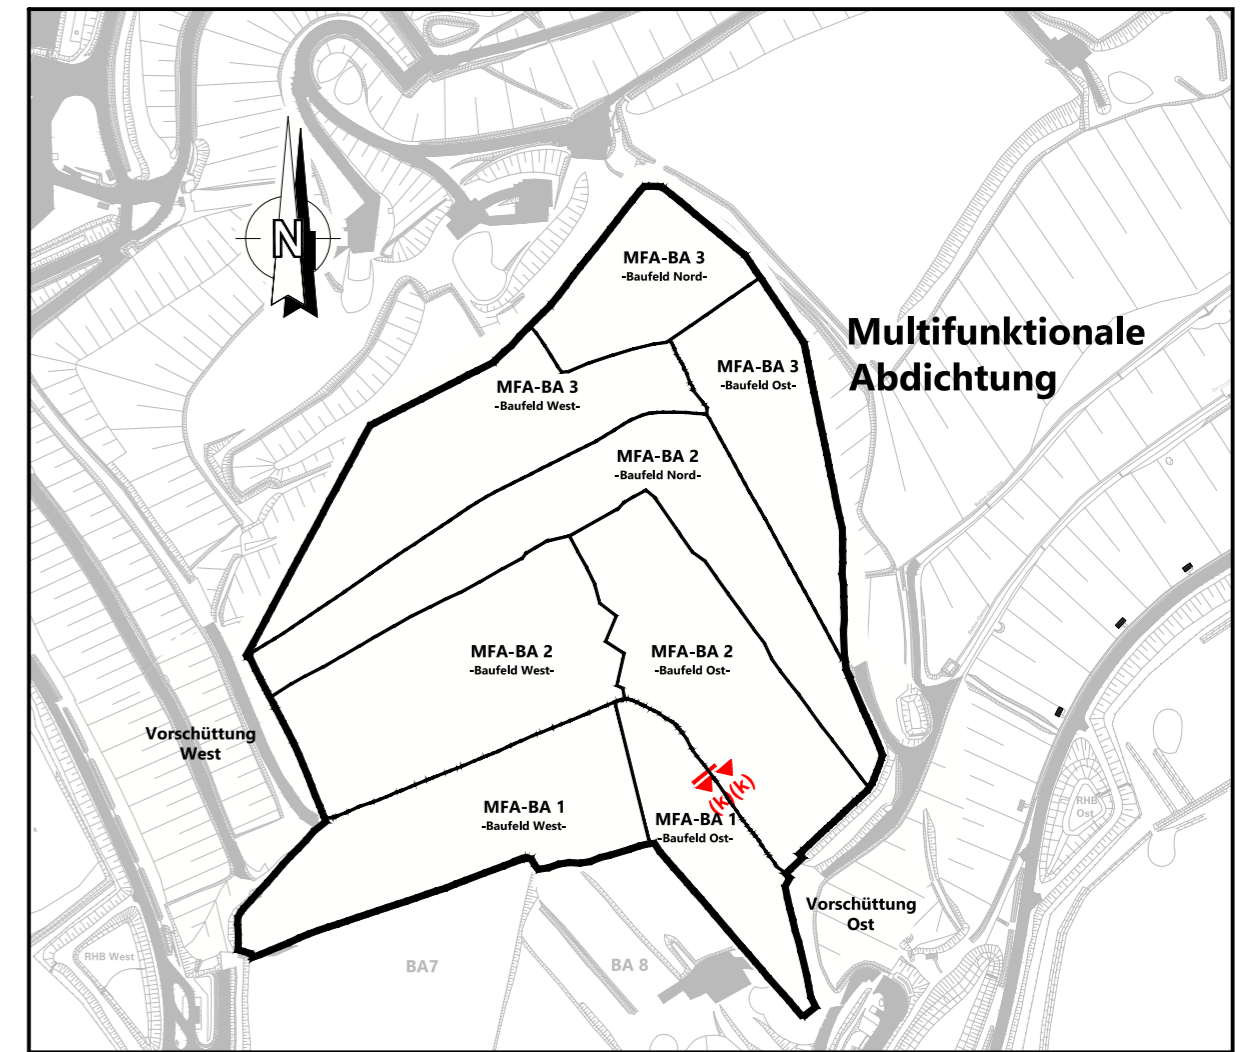 N
MFA-BA 3
-Baufeld Nord-
Multifunktionale
Abdichtung
MFA-BA 3
-Baufeld Ost-
MFA-BA 3
-Baufeld West-
MFA-BA 2
-Baufeld Nord-
MFA-BA 2
-Baufeld West-
MFA-BA 2
-Baufeld Ost-
Vorschüttung
West
(k)
(k)
MFA-BA 1
-Baufeld West-
MFA-BA 1
-Baufeld Ost-
RHB
Ost
Vorschüttung
Ost
RHB West
BA7
BA 8